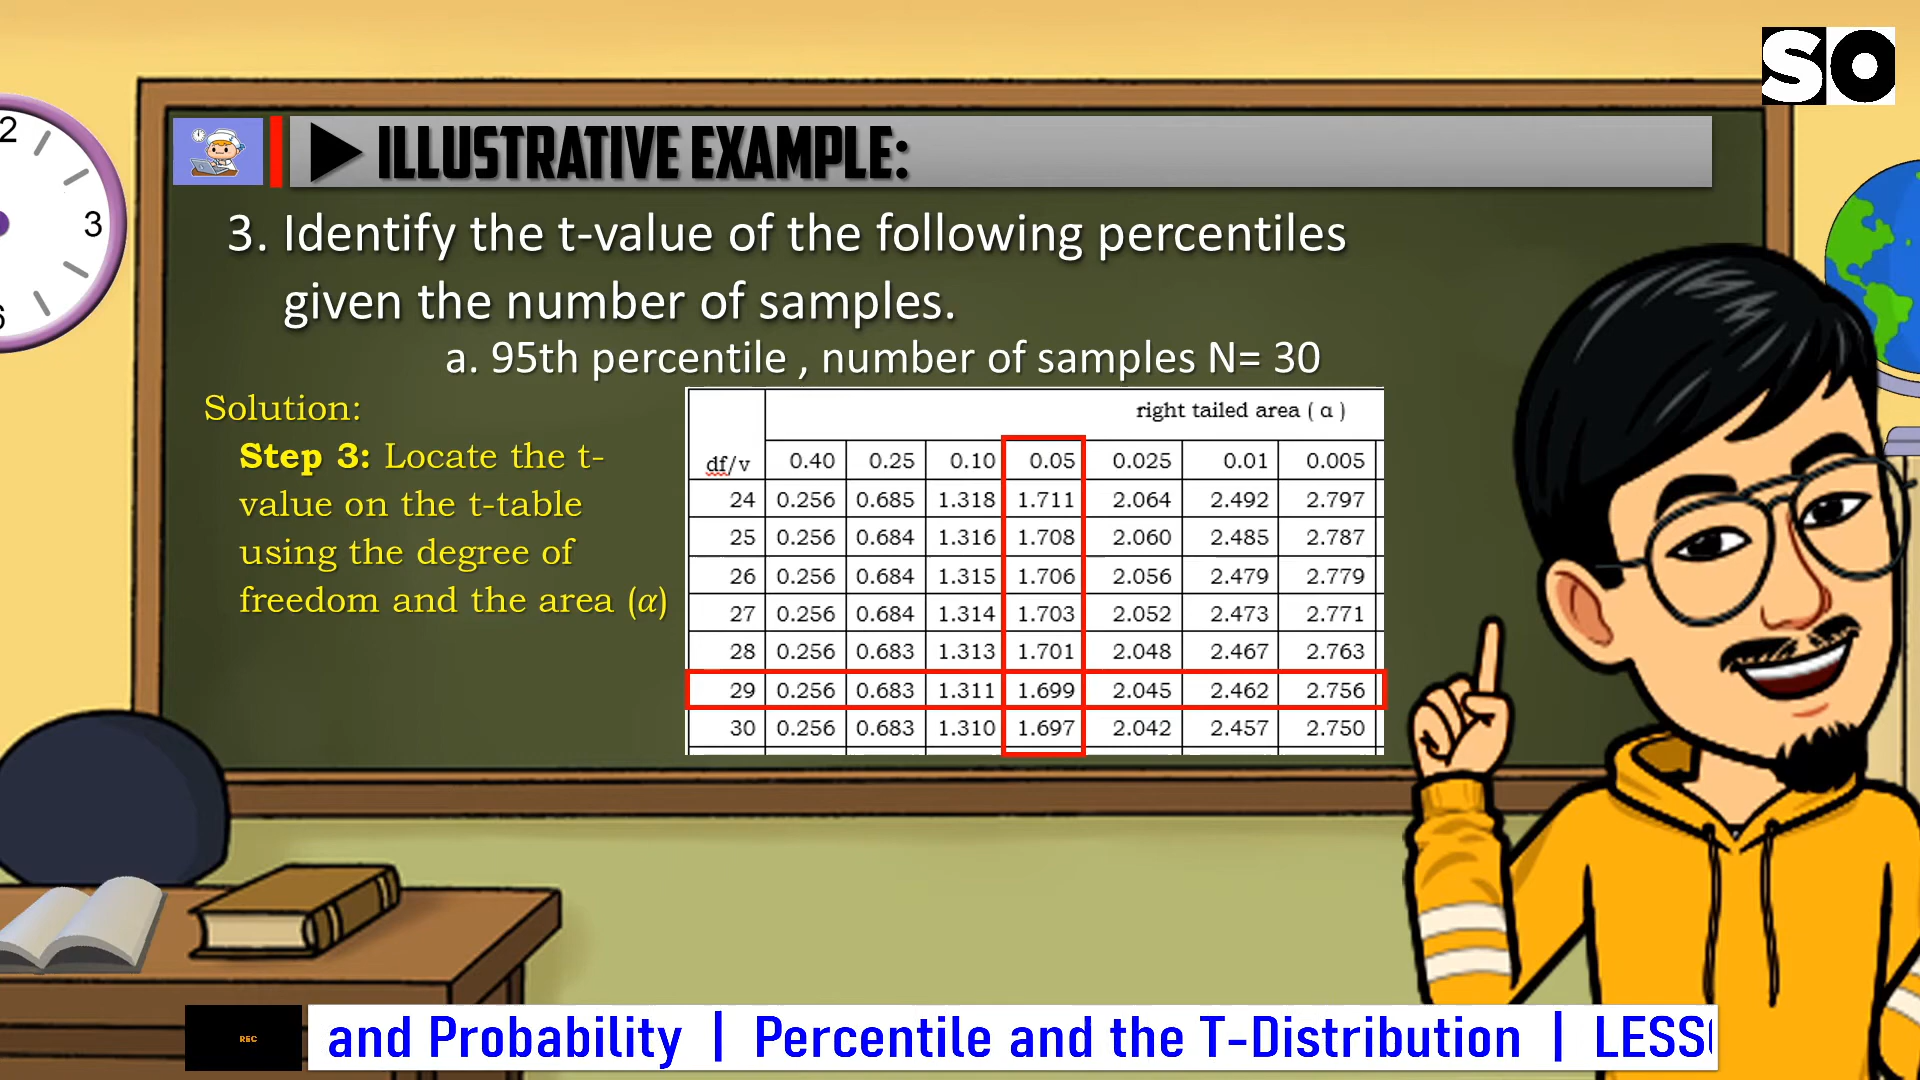 SO
2
3
6
ILLUSTRATIVE EXAMPLE:
3. Identify the t-value of the following percentiles
given the number of samples.
a. 95th percentile , number of samples N= 30
Solution:
Step 3: Locate the t-
value on the t-table
using the degree of
freedom and the area (α)
right tailed area ( α )
df/v 0.40 0.25 0.10 0.05 0.025 0.01 0.005
24 0.256 0.685 1.318 1.711 2.064 2.492 2.797
25 0.256 0.684 1.316 1.708 2.060 2.485 2.787
26 0.256 0.684 1.315 1.706 2.056 2.479 2.779
27 0.256 0.684 1.314 1.703 2.052 2.473 2.771
28 0.256 0.683 1.313 1.701 2.048 2.467 2.763
29 0.256 0.683 1.311 1.699 2.045 2.462 2.756
30 0.256 0.683 1.310 1.697 2.042 2.457 2.750
REC
and Probability | Percentile and the T-Distribution | LESS